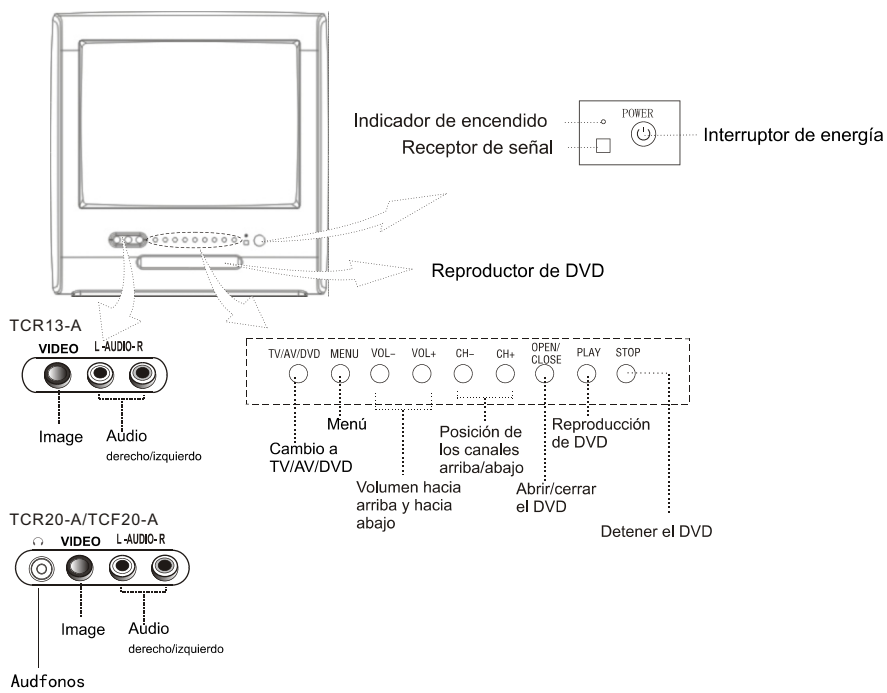 Indicador de encendido
Receptor de señal
POWER
Interruptor de energía
Reproductor de DVD
TCR13-A
VIDEO L-AUDIO-R
Image
Audio
derecho/izquierdo
TV/AV/DVD MENU VOL- VOL+ CH- CH+ OPEN/
CLOSE PLAY STOP
Menú
Cambio a
TV/AV/DVD
Volumen hacia
arriba y hacia
abajo
Posición de
los canales
arriba/abajo
Reproducción
de DVD
Abrir/cerrar
el DVD
Detener el DVD
TCR20-A/TCF20-A
VIDEO L-AUDIO-R
Image
Audio
derecho/izquierdo
Audfonos